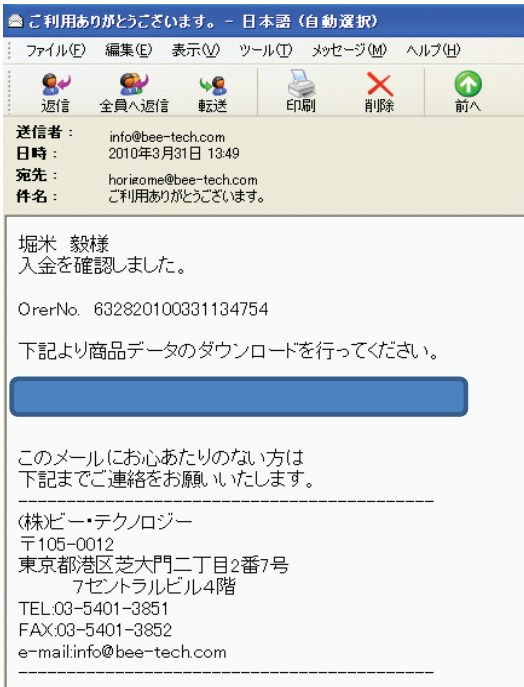 ご利用ありがとうございます。 - 日本語 (自動選択)
ファイル(F) 編集(E) 表示(V) ツール(T) メッセージ(M) ヘルプ(H)
返信 全員へ返信 転送 印刷 削除 前へ
送信者： info@bee-tech.com
日時： 2010年3月31日 13:49
宛先： horigome@bee-tech.com
件名： ご利用ありがとうございます。
堀米 毅様
入金を確認しました。
OrerNo. 632820100331134754
下記より商品データのダウンロードを行ってください。
このメールにお心あたりのない方は
下記までご連絡をお願いいたします。
--------------------------------------------
(株)ビー・テクノロジー
〒105-0012
東京都港区芝大門二丁目2番7号
7セントラルビル4階
TEL:03-5401-3851
FAX:03-5401-3852
e-mail:info@bee-tech.com
--------------------------------------------